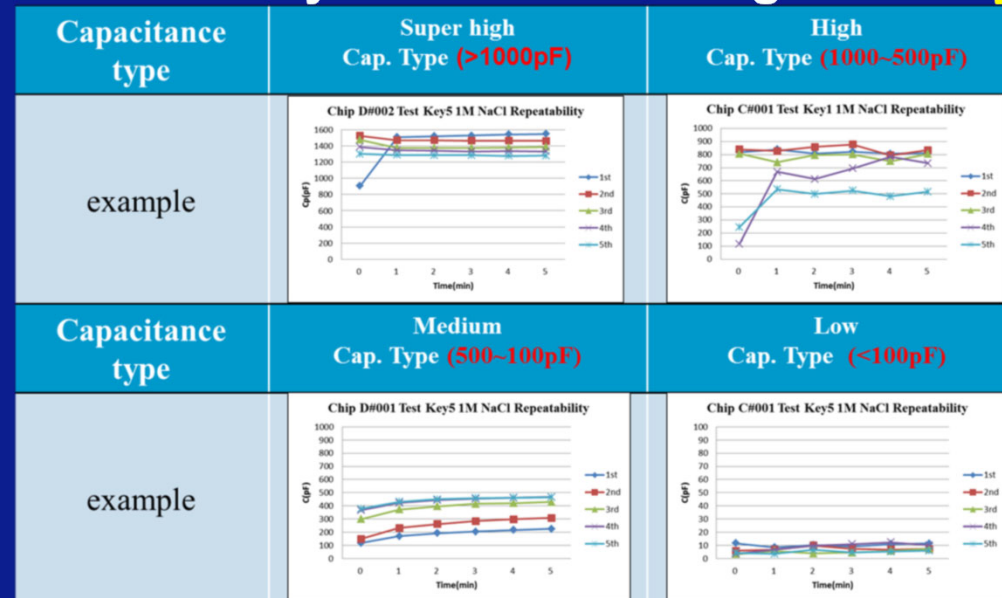 Capacitance
type
Super high
Cap. Type (>1000pF)
High
Cap. Type (1000~500pF)
example
Chip D#002 Test Key5 1M NaCl Repeatability
1600
1400
1200
1000
800
600
400
200
0
Cp(pF)
0 1 2 3 4 5
Time(min)
1st
2nd
3rd
4th
5th
Chip C#001 Test Key1 1M NaCl Repeatability
1000
900
800
700
600
500
400
300
200
100
0
C(pF)
0 1 2 3 4 5
Time(min)
1st
2nd
3rd
4th
5th
Capacitance
type
Medium
Cap. Type (500~100pF)
Low
Cap. Type (<100pF)
example
Chip D#001 Test Key5 1M NaCl Repeatability
1000
900
800
700
600
500
400
300
200
100
0
C(pF)
0 1 2 3 4 5
Time(min)
1st
2nd
3rd
4th
5th
Chip C#001 Test Key5 1M NaCl Repeatability
100
90
80
70
60
50
40
30
20
10
0
C(pF)
0 1 2 3 4 5
Time(min)
1st
2nd
3rd
4th
5th